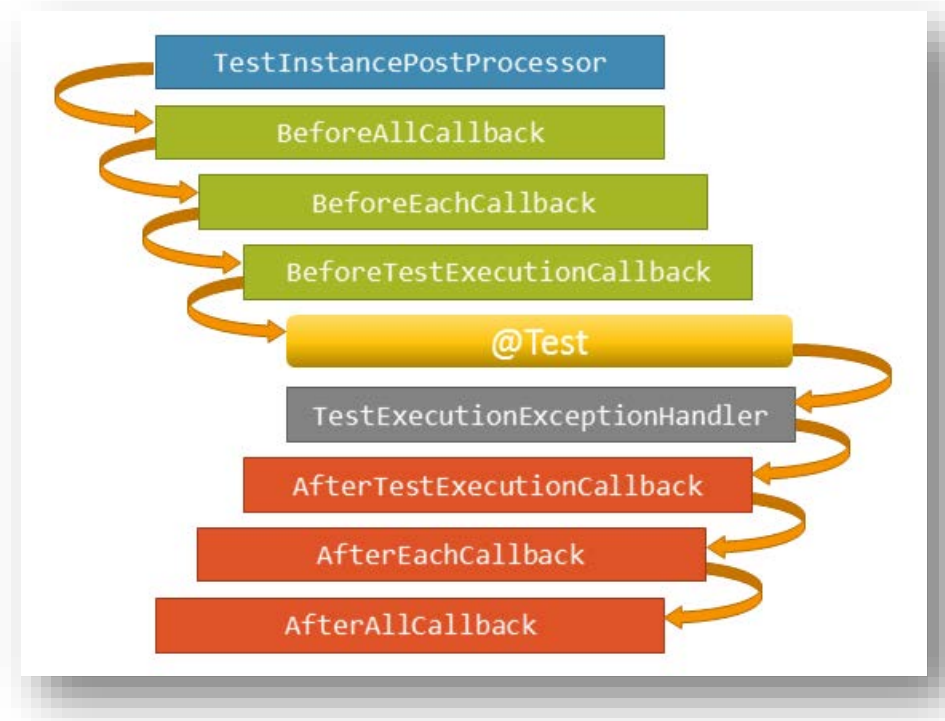 TestInstancePostProcessor
BeforeAllCallback
BeforeEachCallback
BeforeTestExecutionCallback
@Test
TestExecutionExceptionHandler
AfterTestExecutionCallback
AfterEachCallback
AfterAllCallback